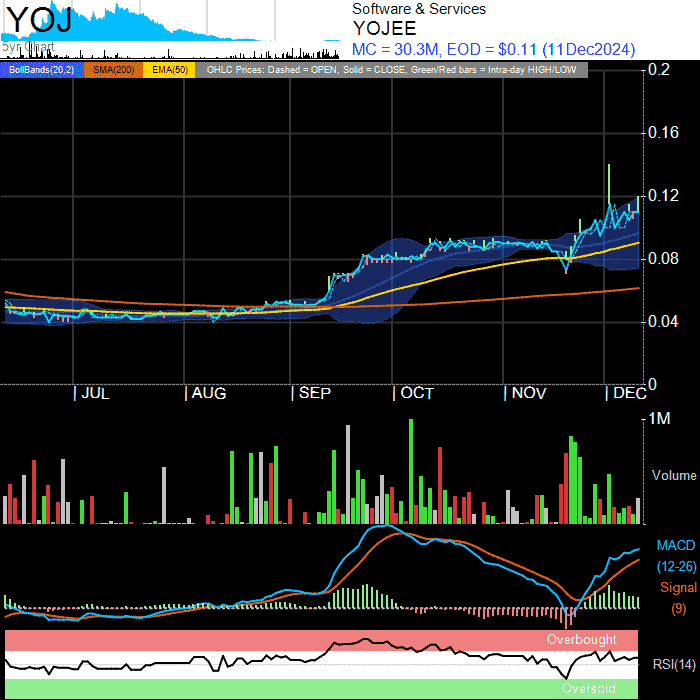 YOJ
5yr Chart
Software & Services
YOJEE
MC = 30.3M, EOD = $0.11 (11Dec2024)
BollBands(20,2) SMA(200) EMA(50) OHLC Prices: Dashed = OPEN, Solid = CLOSE, Green/Red bars = Intra-day HIGH/LOW
0.2
0.16
0.12
0.08
0.04
0
JUL AUG SEP OCT NOV DEC
1M
Volume
MACD
(12-26)
Signal
(9)
Overbought
RSI(14)
Oversold